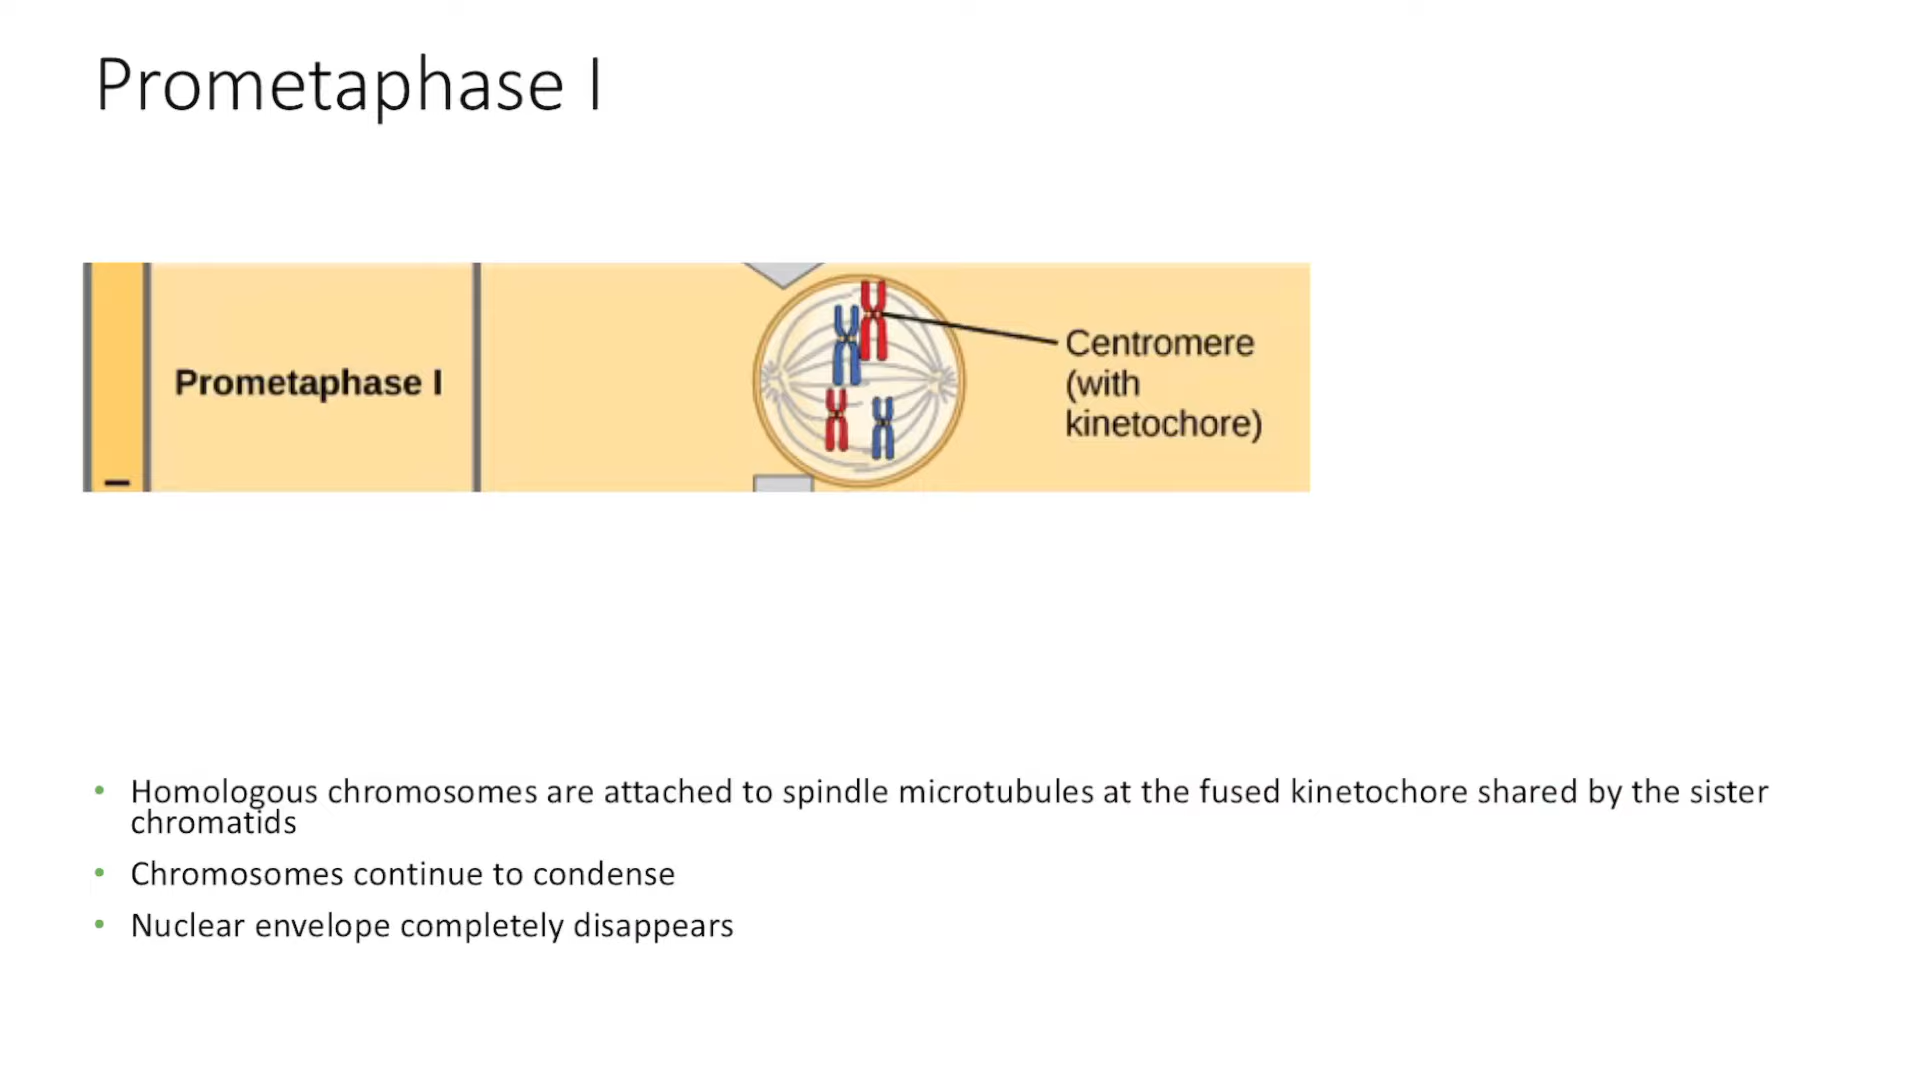 Prometaphase I
Prometaphase I
Centromere
(with
kinetochore)
• Homologous chromosomes are attached to spindle microtubules at the fused kinetochore shared by the sister
chromatids
• Chromosomes continue to condense
• Nuclear envelope completely disappears